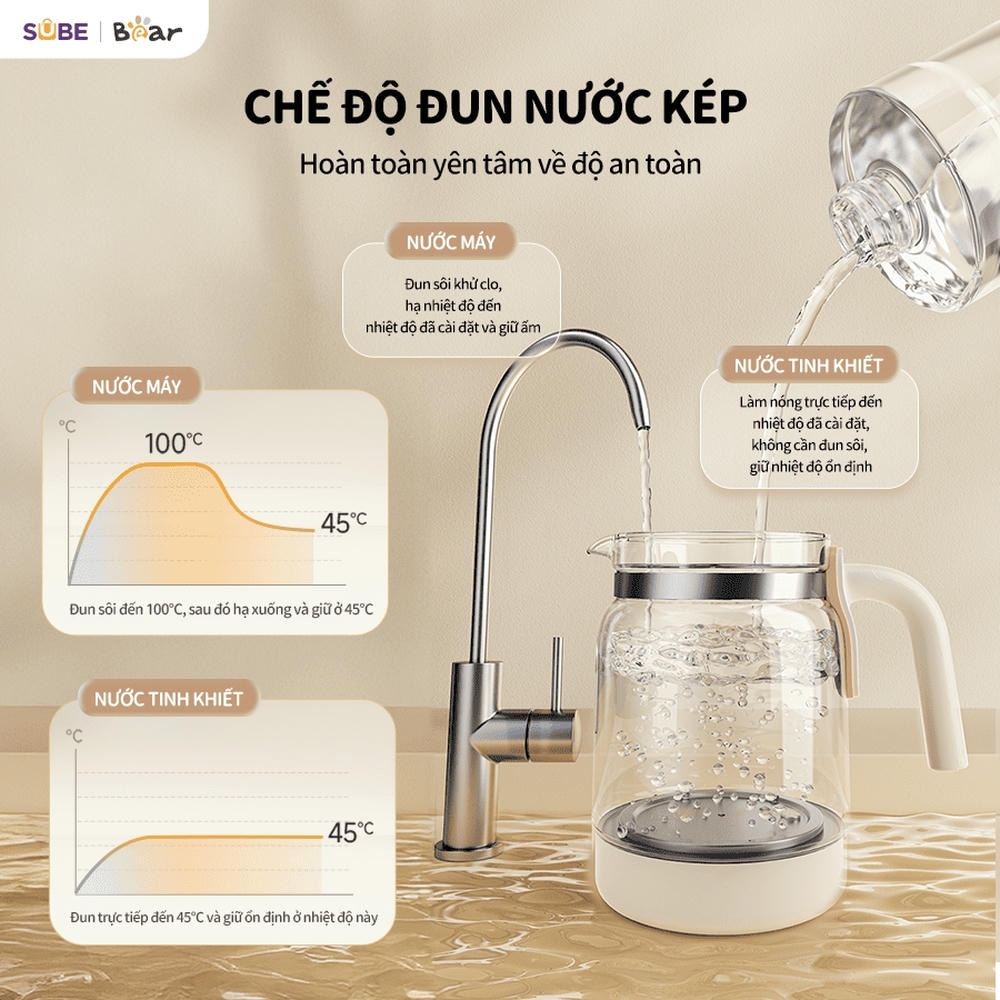 SUBE | Bear
CHẾ ĐỘ ĐUN NƯỚC KÉP
Hoàn toàn yên tâm về độ an toàn
NƯỚC MÁY
Đun sôi khử clo,
hạ nhiệt độ đến
nhiệt độ đã cài đặt và giữ ấm
NƯỚC TINH KHIẾT
Làm nóng trực tiếp đến
nhiệt độ đã cài đặt,
không cần đun sôi,
giữ nhiệt độ ổn định
NƯỚC MÁY
°C
100°C
45°C
Đun sôi đến 100°C, sau đó hạ xuống và giữ ở 45°C
NƯỚC TINH KHIẾT
°C
45°C
Đun trực tiếp đến 45°C và giữ ổn định ở nhiệt độ này